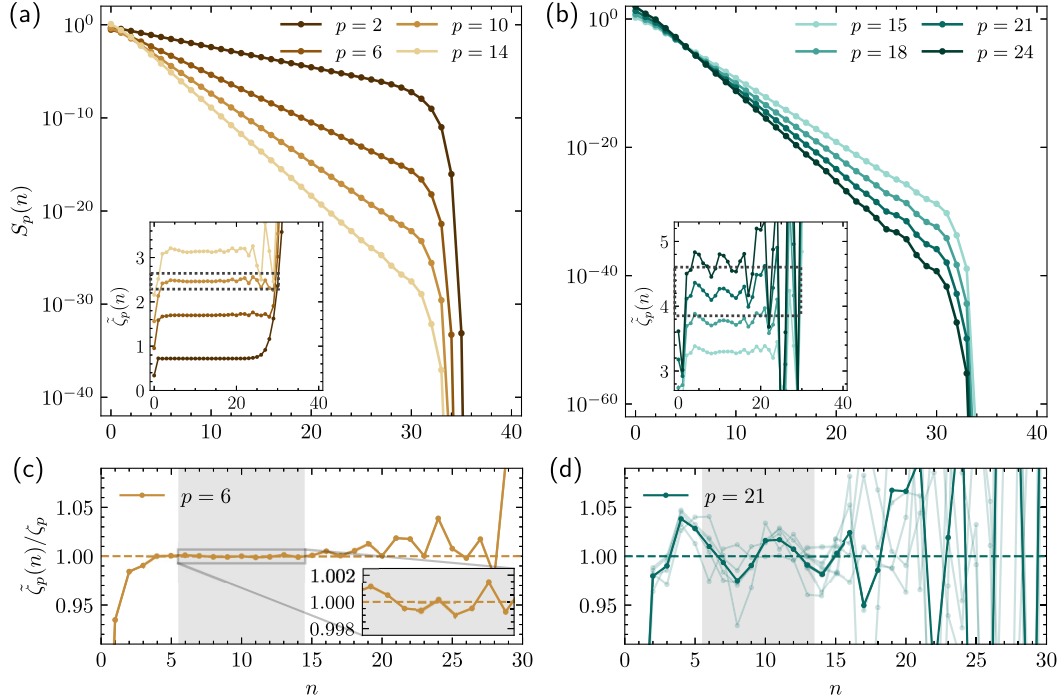 (a)
p = 2
p = 6
p = 10
p = 14
10^0
10^{-10}
10^{-20}
10^{-30}
10^{-40}
S_p(n)
0 10 20 30 40
3
2
1
0
ζ̃_p(n)
0 20 40
(b)
p = 15
p = 18
p = 21
p = 24
10^0
10^{-20}
10^{-40}
10^{-60}
0 10 20 30 40
5
4
3
ζ̃_p(n)
0 20 40
(c)
p = 6
1.05
1.00
0.95
ζ̃_p(n)/ζ_p
1.002
1.000
0.998
0 5 10 15 20 25 30
n
(d)
p = 21
1.05
1.00
0.95
0 5 10 15 20 25 30
n